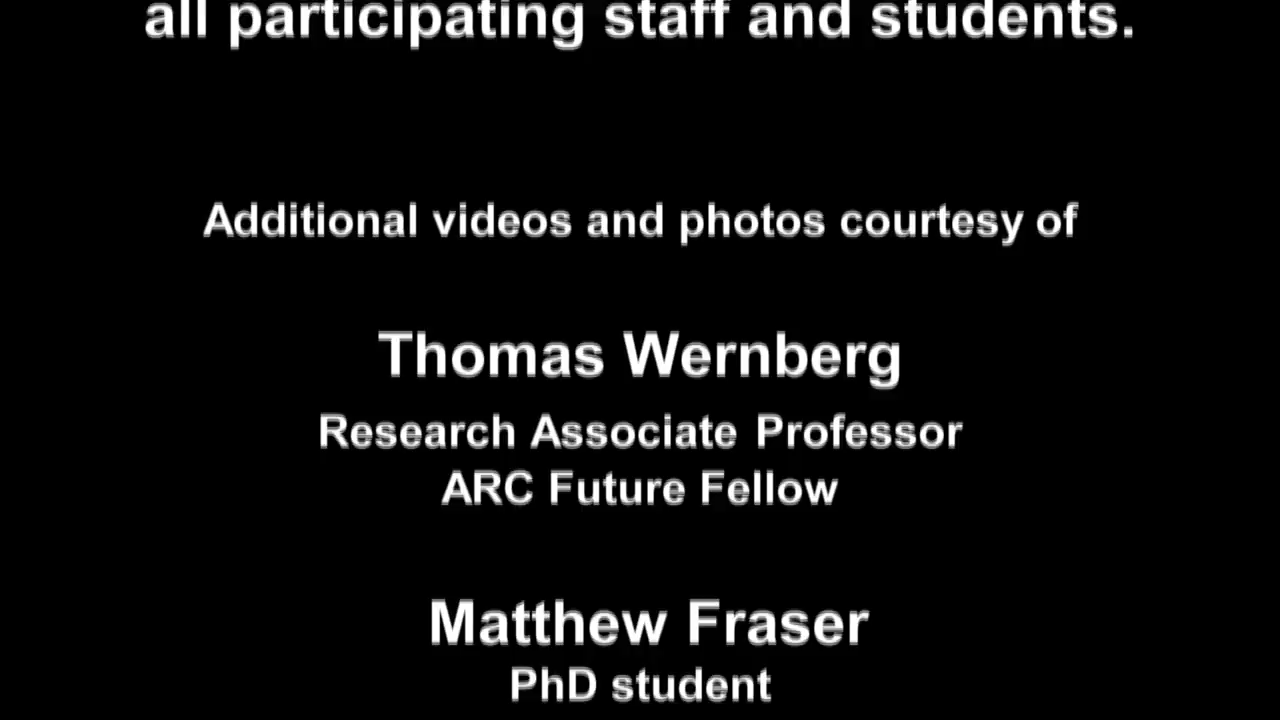 all participating staff and students.
Additional videos and photos courtesy of
Thomas Wernberg
Research Associate Professor
ARC Future Fellow
Matthew Fraser
PhD student